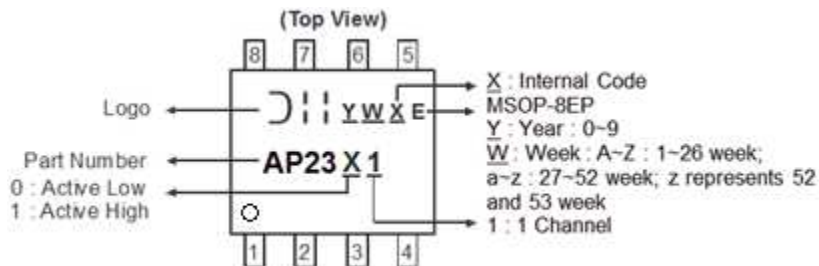 (Top View)
8 7 6 5
Logo
Y W X E
X : Internal Code
MSOP-8EP
Y : Year : 0~9
W : Week : A~Z : 1~26 week;
a~z : 27~52 week; z represents 52
and 53 week
1 : 1 Channel
Part Number
AP23 X 1
0 : Active Low
1 : Active High
1 2 3 4